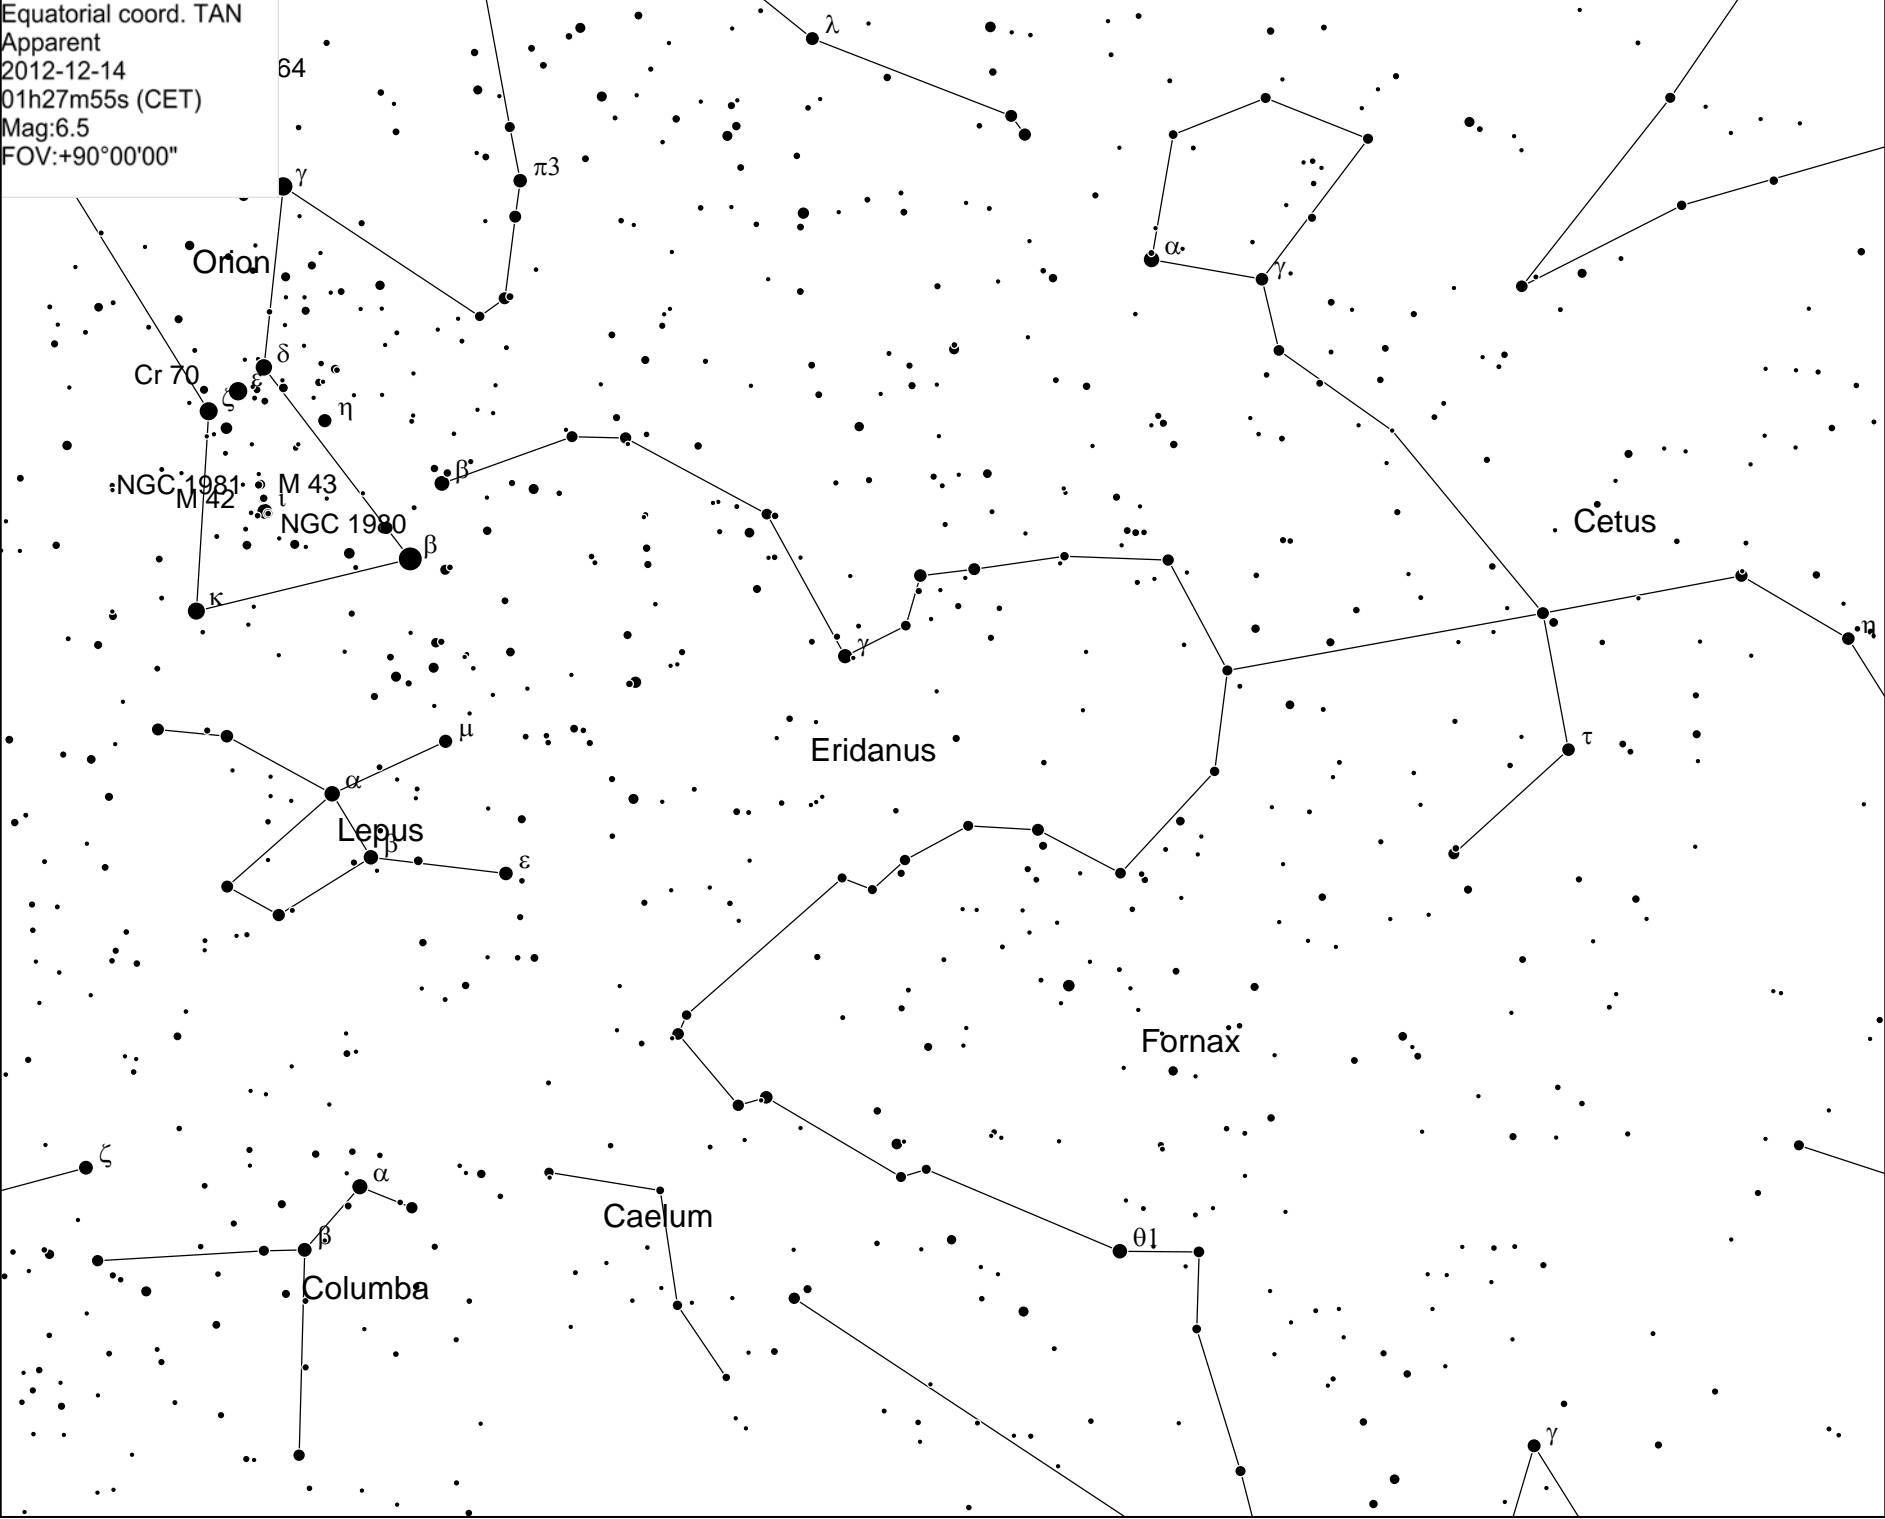 Equatorial coord. TAN
Apparent
2012-12-14
01h27m55s (CET)
Mag:6.5
FOV:+90°00'00"
64
λ
π3
γ
α
γ
Orion
δ
Cr 70
ε
ζ
η
β
NGC 1981
M 43
M 42
ι
NGC 1980
β
Cetus
κ
η
γ
μ
τ
Eridanus
α
Lepus
β
ε
Fornax
ζ
α
Caelum
β
θ1
Columba
γ